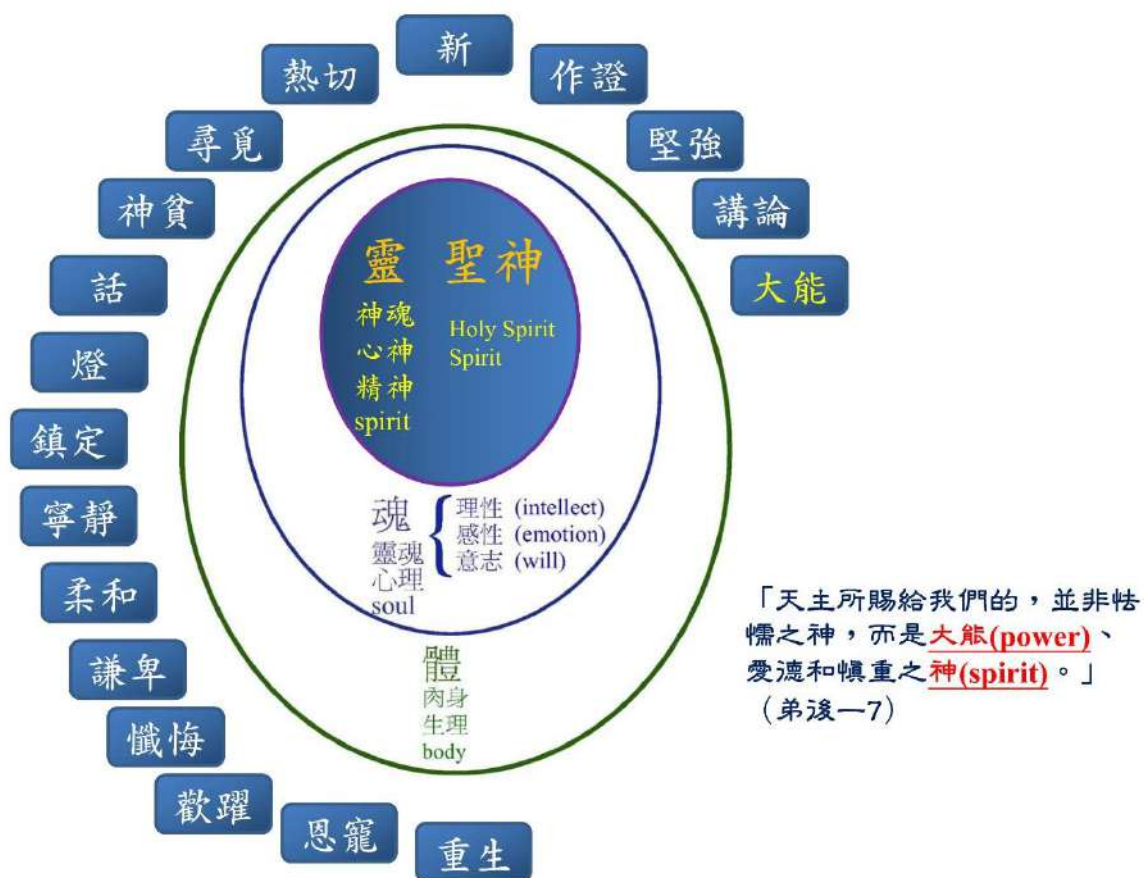 新
熱切
作證
尋覓
堅強
神貧
講論
話
大能
燈
鎮定
寧靜
柔和
謙卑
懺悔
歡躍
恩寵
重生
靈 聖神
神魂
心神
精神
spirit
Holy Spirit
Spirit
魂
靈魂
心理
soul
理性 (intellect)
感性 (emotion)
意志 (will)
體
肉身
生理
body
「天主所賜給我們的，並非怯
懦之神，而是大能(power)、
愛德和慎重之神(spirit)。」
（弟後一7）